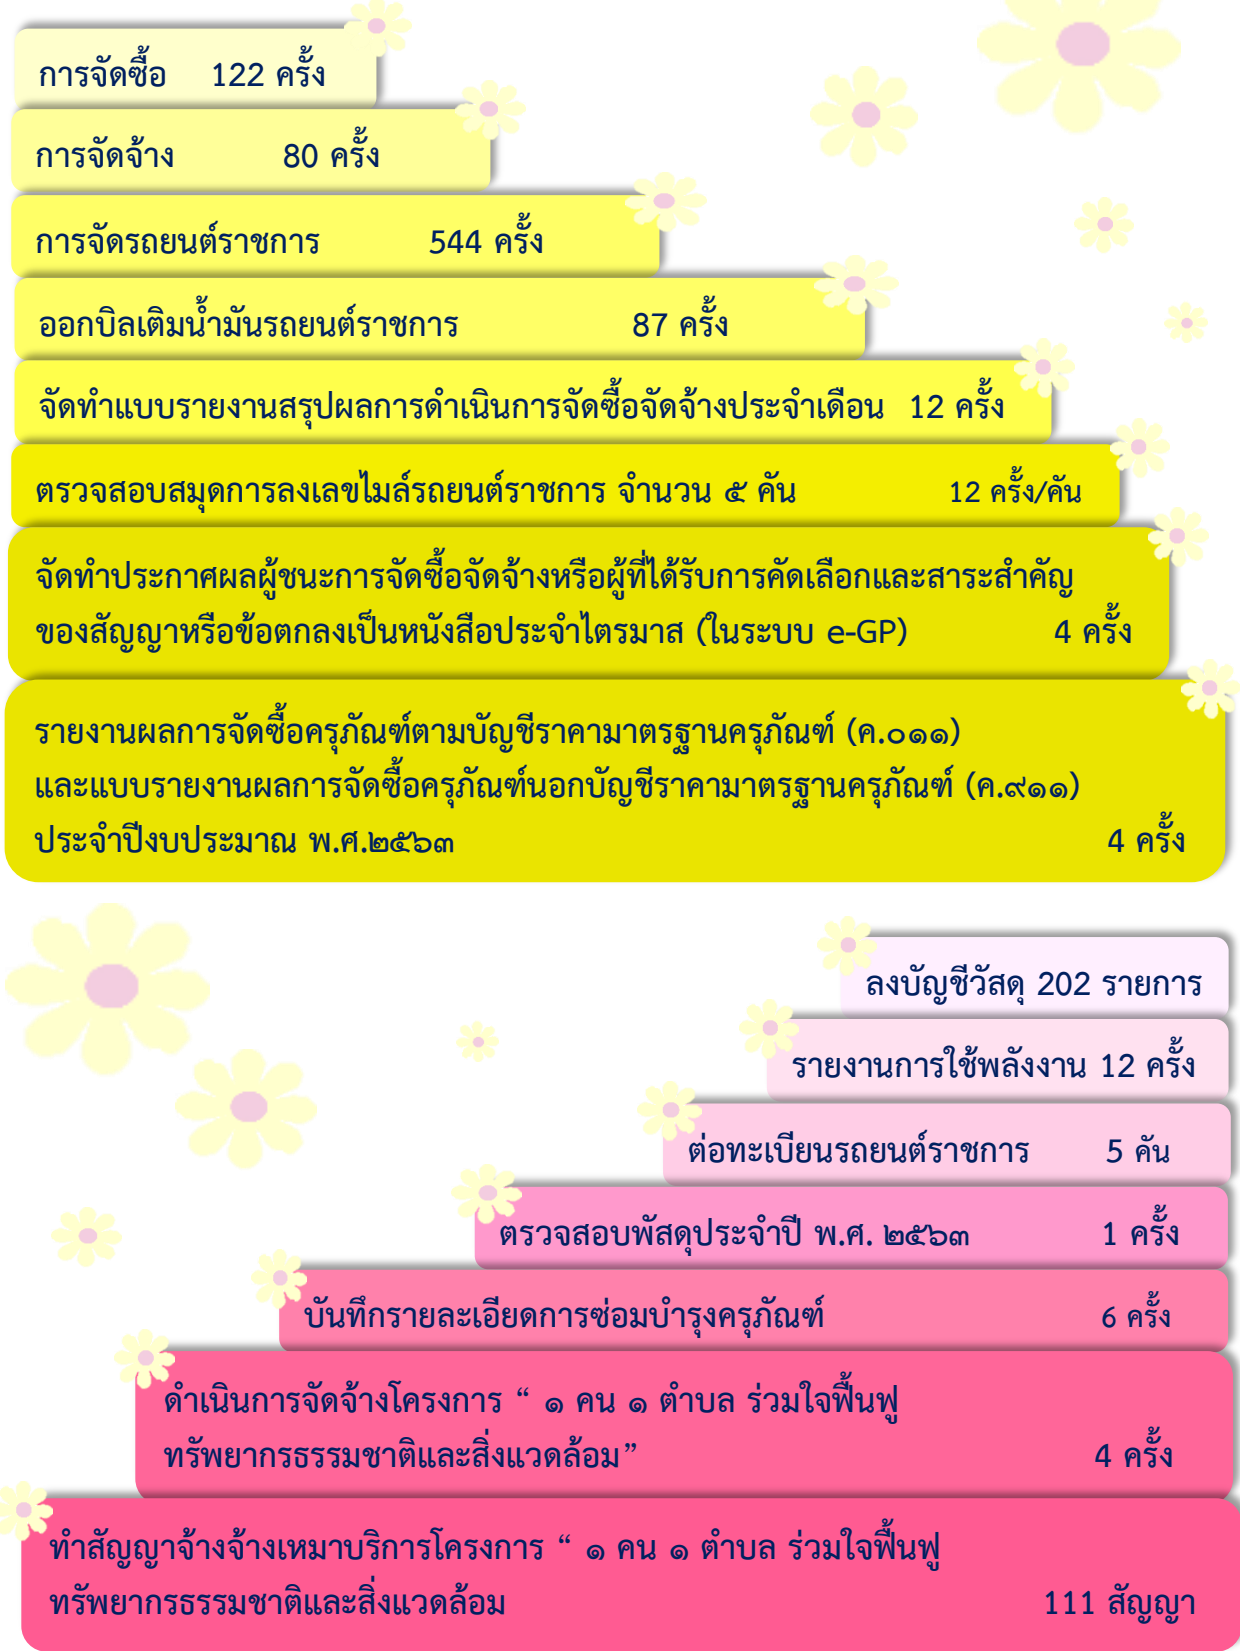 การจัดซื้อ 122 ครั้ง
การจัดจ้าง 80 ครั้ง
การจัดรถยนต์ราชการ 544 ครั้ง
ออกบิลเติมน้ำมันรถยนต์ราชการ 87 ครั้ง
จัดทำแบบรายงานสรุปผลการดำเนินการจัดซื้อจัดจ้างประจำเดือน 12 ครั้ง
ตรวจสอบสมุดการลงเลขไมล์รถยนต์ราชการ จำนวน ๕ คัน 12 ครั้ง/คัน
จัดทำประกาศผลผู้ชนะการจัดซื้อจัดจ้างหรือผู้ที่ได้รับการคัดเลือกและสาระสำคัญ
ของสัญญาหรือข้อตกลงเป็นหนังสือประจำไตรมาส (ในระบบ e-GP) 4 ครั้ง
รายงานผลการจัดซื้อครุภัณฑ์ตามบัญชีราคามาตรฐานครุภัณฑ์ (ค.๐๑๑)
และแบบรายงานผลการจัดซื้อครุภัณฑ์นอกบัญชีราคามาตรฐานครุภัณฑ์ (ค.๙๑๑)
ประจำปีงบประมาณ พ.ศ.๒๕๖๓ 4 ครั้ง
ลงบัญชีวัสดุ 202 รายการ
รายงานการใช้พลังงาน 12 ครั้ง
ต่อทะเบียนรถยนต์ราชการ 5 คัน
ตรวจสอบพัสดุประจำปี พ.ศ. ๒๕๖๓ 1 ครั้ง
บันทึกรายละเอียดการซ่อมบำรุงครุภัณฑ์ 6 ครั้ง
ดำเนินการจัดจ้างโครงการ “ ๑ คน ๑ ตำบล ร่วมใจฟื้นฟู
ทรัพยากรธรรมชาติและสิ่งแวดล้อม” 4 ครั้ง
ทำสัญญาจ้างจ้างเหมาบริการโครงการ “ ๑ คน ๑ ตำบล ร่วมใจฟื้นฟู
ทรัพยากรธรรมชาติและสิ่งแวดล้อม 111 สัญญา